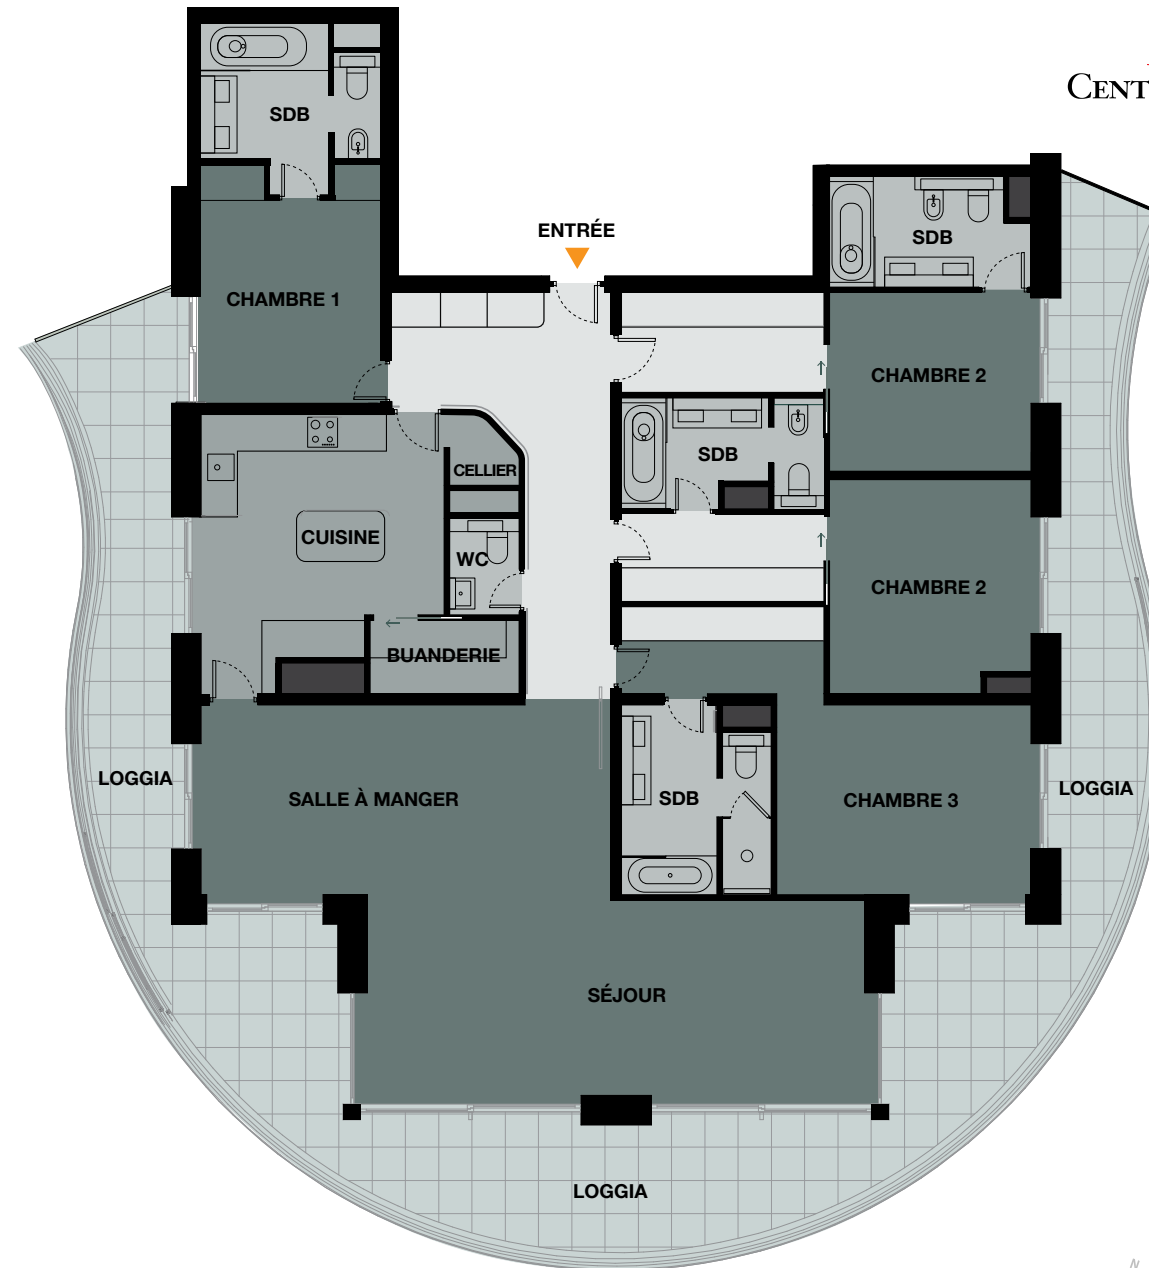 CENT
SDB
ENTRÉE
SDB
CHAMBRE 1
CHAMBRE 2
SDB
CELLIER
CUISINE
WC
CHAMBRE 2
BUANDERIE
LOGGIA
SALLE À MANGER
SDB
CHAMBRE 3
LOGGIA
SÉJOUR
LOGGIA
N